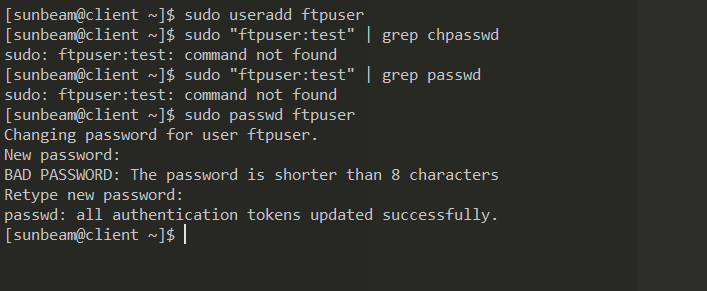 [sunbeam@client ~]$ sudo useradd ftpuser
[sunbeam@client ~]$ sudo "ftpuser:test" | grep chpasswd
sudo: ftpuser:test: command not found
[sunbeam@client ~]$ sudo "ftpuser:test" | grep passwd
sudo: ftpuser:test: command not found
[sunbeam@client ~]$ sudo passwd ftpuser
Changing password for user ftpuser.
New password:
BAD PASSWORD: The password is shorter than 8 characters
Retype new password:
passwd: all authentication tokens updated successfully.
[sunbeam@client ~]$